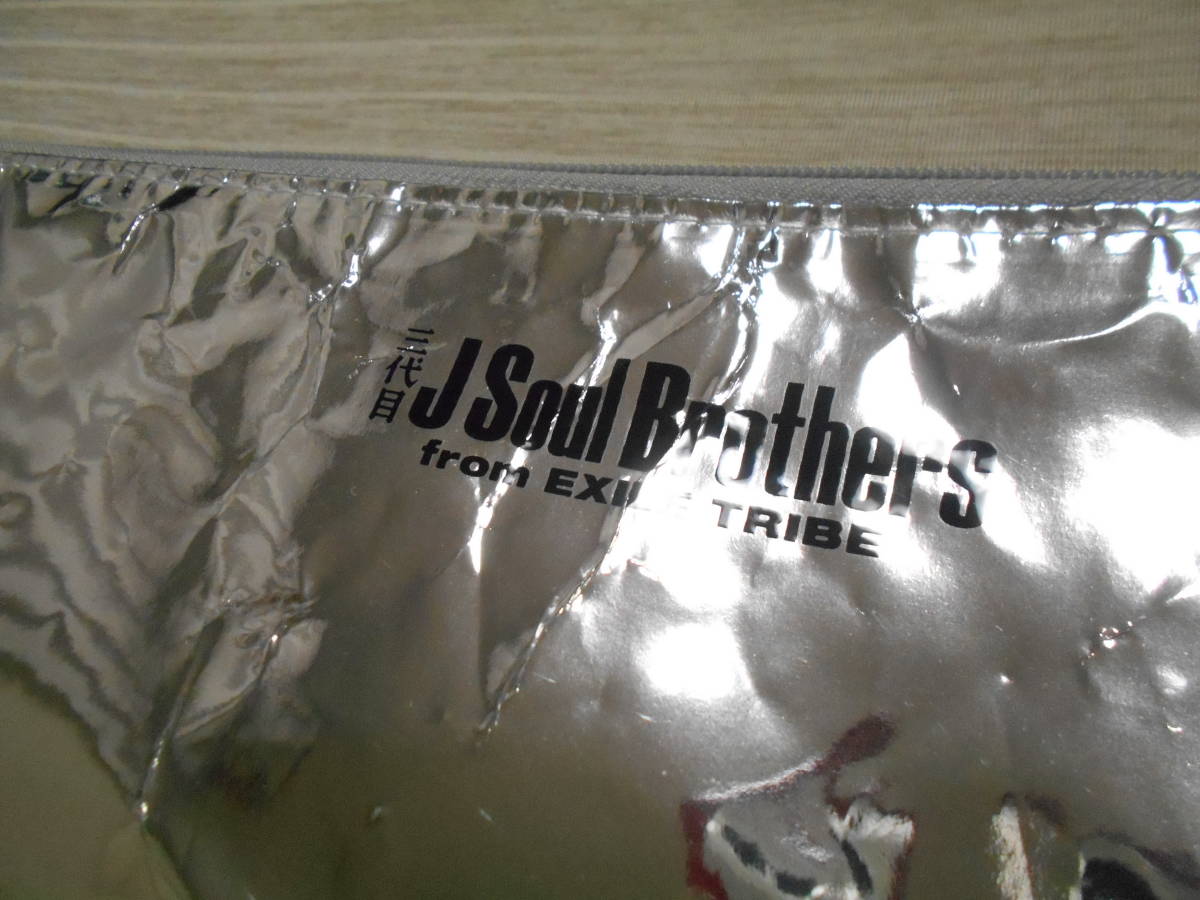 三代目
J Soul Brothers
from EXILE TRIBE